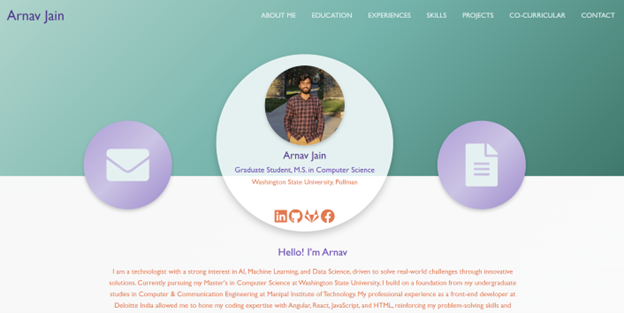 Arnav Jain
ABOUT ME EDUCATION EXPERIENCES SKILLS PROJECTS CO-CURRICULAR CONTACT
Arnav Jain
Graduate Student, M.S. in Computer Science
Washington State University, Pullman
Hello! I'm Arnav
I am a technologist with a strong interest in AI, Machine Learning, and Data Science, driven to solve real-world challenges through innovative
solutions. Currently pursuing my Master's in Computer Science at Washington State University, I build on a foundation from my undergraduate
studies in Computer & Communication Engineering at Manipal Institute of Technology. My professional experience as a front-end developer at
Deloitte India allowed me to hone my coding expertise with Angular, React, JavaScript, and HTML, reinforcing my problem-solving skills and